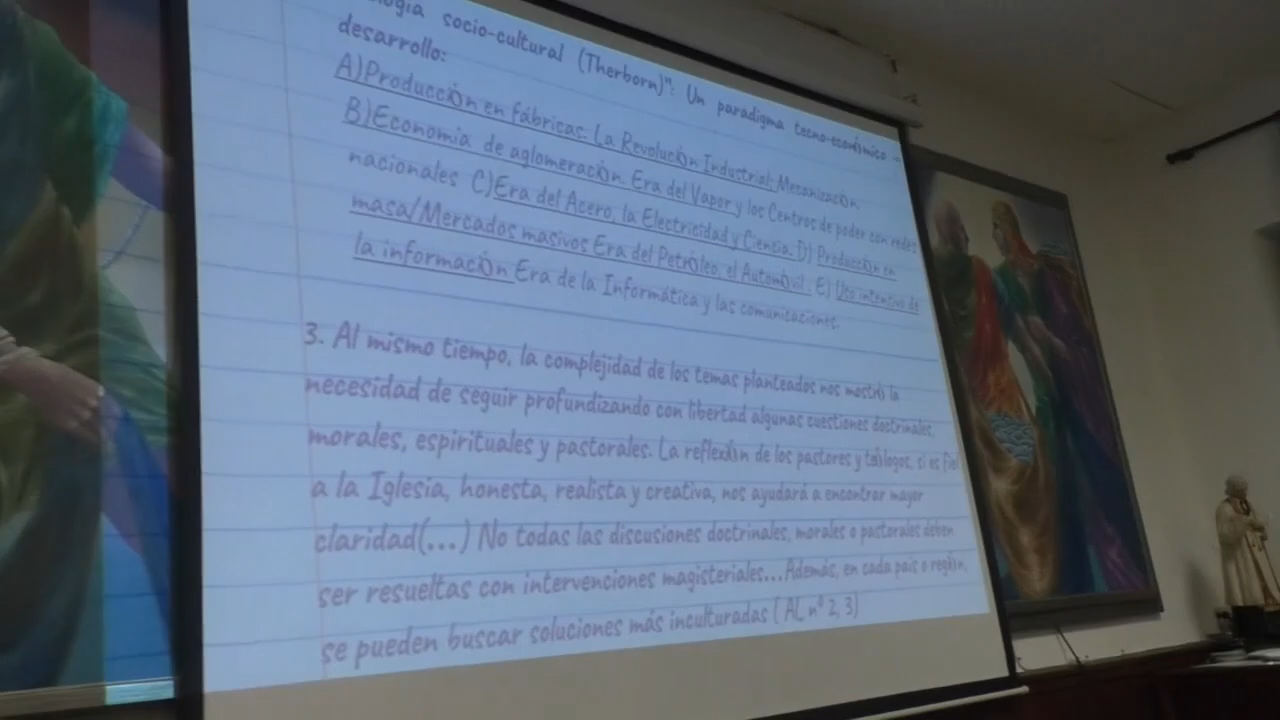 socio-cultural (Therborn)": Un paradigma tecno-económico -
desarrollo:
A)Producción en fábricas: La Revolución Industrial: Mecanización.
B)Economía de aglomeración. Era del Vapor y los Centros de poder con redes
nacionales C)Era del Acero, la Electricidad y Ciencia. D) Producción en
masa/Mercados masivos Era del Petróleo, el Automóvil. E) Uso intentivo de
la información Era de la Informática y las comunicaciones.
3. Al mismo tiempo, la complejidad de los temas planteados nos mostró la
necesidad de seguir profundizando con libertad algunas cuestiones doctrinales,
morales, espirituales y pastorales. La reflexión de los pastores y teólogos, si es fiel
a la Iglesia, honesta, realista y creativa, nos ayudará a encontrar mayor
claridad(...) No todas las discusiones doctrinales, morales o pastorales deben
ser resueltas con intervenciones magisteriales...Además, en cada país o región,
se pueden buscar soluciones más inculturadas ( AL nº 2, 3)